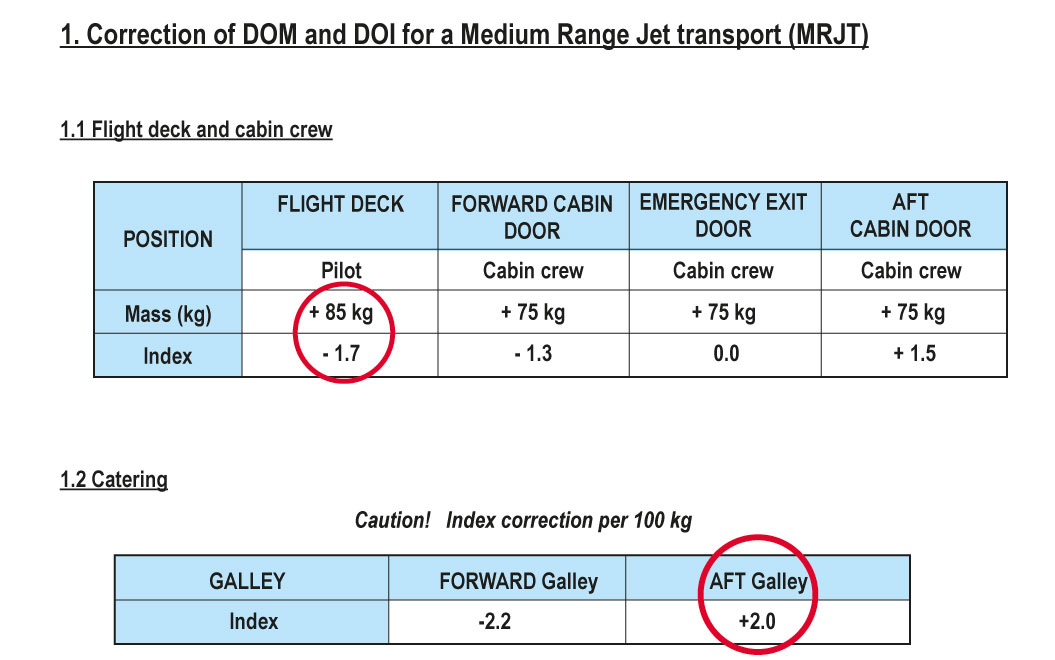 1. Correction of DOM and DOI for a Medium Range Jet transport (MRJT)
1.1 Flight deck and cabin crew
POSITION
FLIGHT DECK
FORWARD CABIN
DOOR
EMERGENCY EXIT
DOOR
AFT
CABIN DOOR
Pilot
Cabin crew
Cabin crew
Cabin crew
Mass (kg)
+ 85 kg
+ 75 kg
+ 75 kg
+ 75 kg
Index
- 1.7
- 1.3
0.0
+ 1.5
1.2 Catering
Caution! Index correction per 100 kg
GALLEY
FORWARD Galley
AFT Galley
Index
-2.2
+2.0